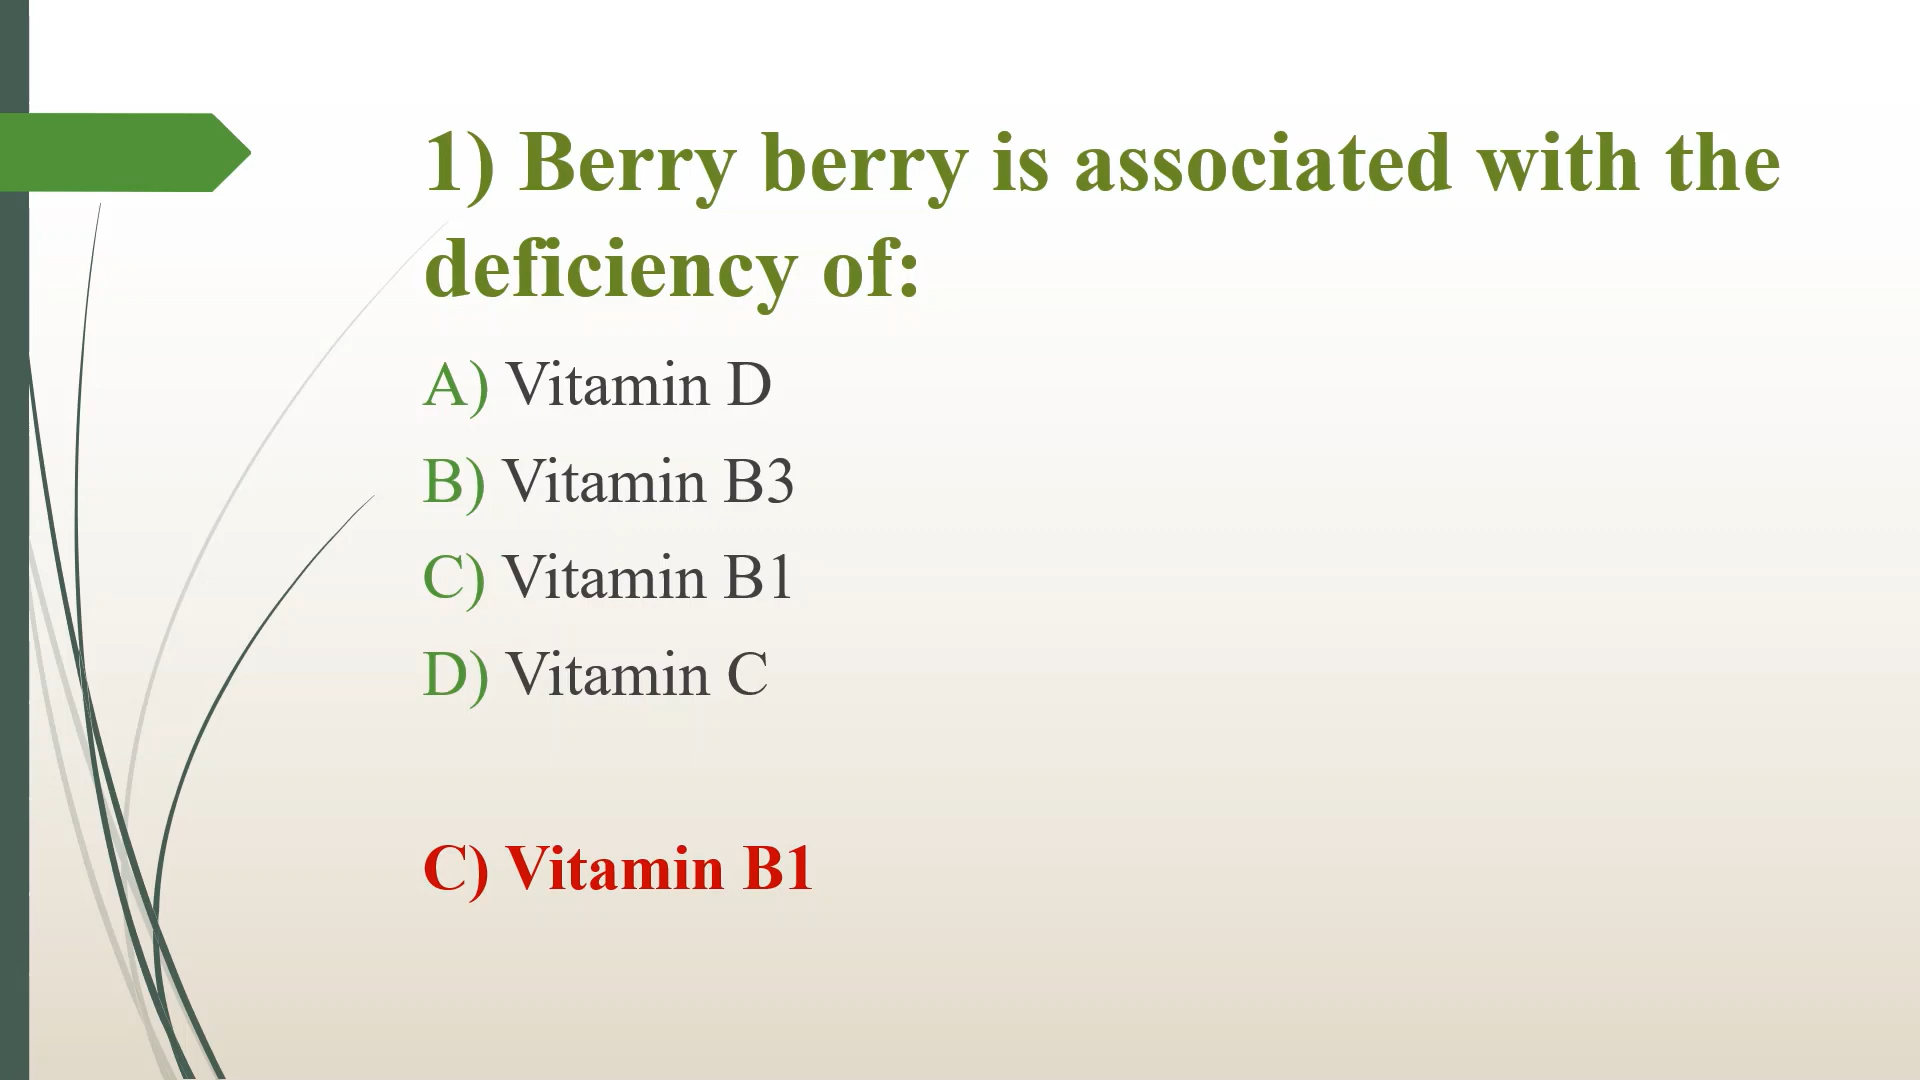 1) Berry berry is associated with the
deficiency of:
A) Vitamin D
B) Vitamin B3
C) Vitamin B1
D) Vitamin C
C) Vitamin B1